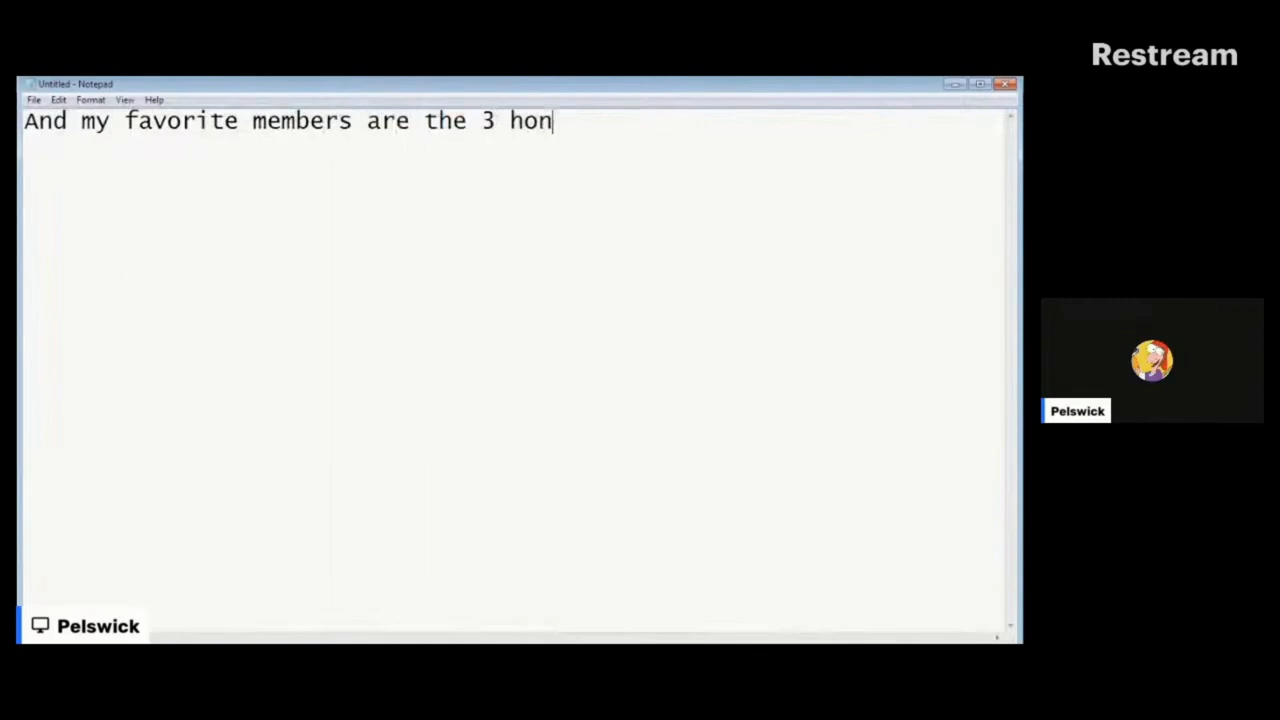 Restream
Untitled - Notepad
File Edit Format View Help
And my favorite members are the 3 hon
Pelswick
Pelswick